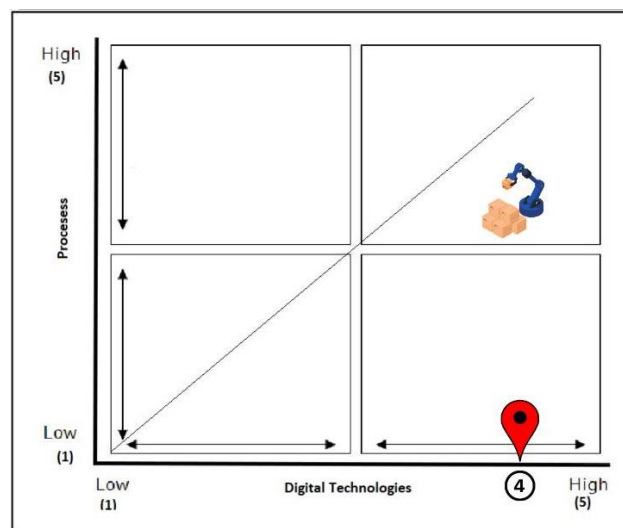 High
(5)
Procesess
Low
(1)
Low
(1)
Digital Technologies
4
High
(5)